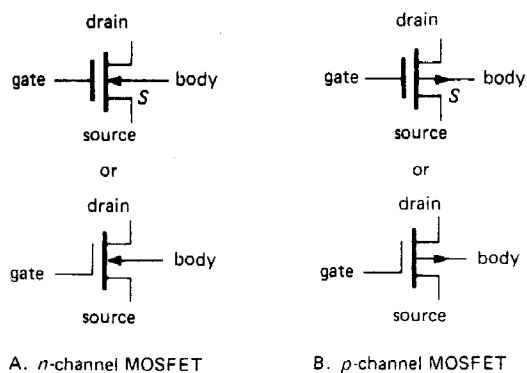 drain
gate
body
S
source
or
drain
gate
body
source
A. n-channel MOSFET
drain
gate
body
S
source
or
drain
gate
body
source
B. p-channel MOSFET